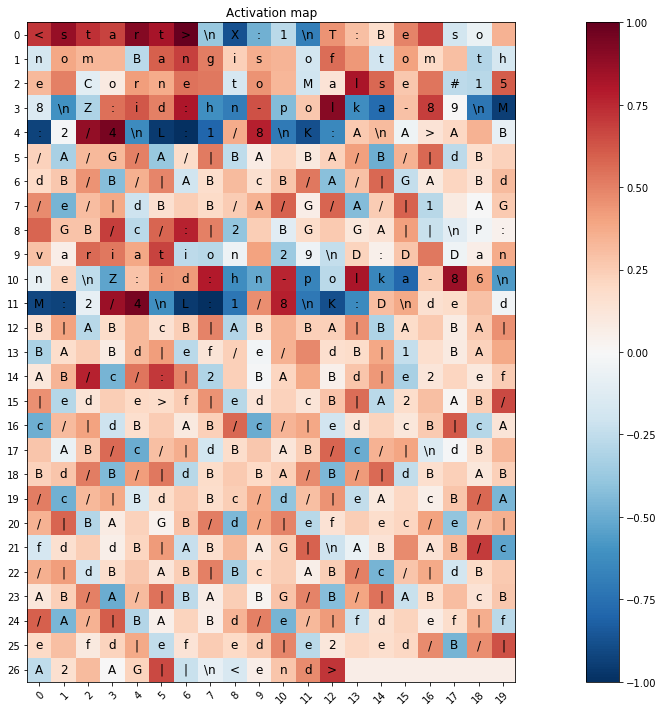 Activation map
0 < s t a r t > \n X : 1 \n T : B e s o
1 n o m B a n g i s o f t o m t h
2 e C o r n e t o M a l s e # 1 5
3 8 \n Z : i d : h n - p o l k a - 8 9 \n M
4 : 2 / 4 \n L : 1 / 8 \n K : A \n A > A B
5 / A / G / A / | B A B A / B / | d B
6 d B / B / | A B c B / A / | G A B d
7 / e / | d B B / A / G / A / | 1 A G
8 G B / c / : | 2 B G G A | | \n P :
9 v a r i a t i o n 2 9 \n D : D D a n
10 n e \n Z : i d : h n - p o l k a - 8 6 \n
11 M : 2 / 4 \n L : 1 / 8 \n K : D \n d e d
12 B | A B c B | A B B A | B A B A |
13 B A B d | e f / e / d B | 1 B A
14 A B / c / : | 2 B A B d | e 2 e f
15 | e d e > f | e d c B | A 2 A B /
16 c / | d B A B / c / | e d c B | c A
17 A B / c / | d B A B / c / | \n d B
18 B d / B / | d B B A / B / | d B A B
19 / c / | B d B c / d / | e A c B / A
20 / | B A G B / d / | e f e c / e / |
21 f d d B | A B A G | \n A B A B / c
22 / | d B A B | B c A B / c / | d B
23 A B / A / | B A B G / B / | A B c B
24 / A / | B A B d / e / | f d e f | f
25 e f d | e f e d | e 2 e d / B / |
26 A 2 A G | | \n < e n d >
0 1 2 3 4 5 6 7 8 9 10 11 12 13 14 15 16 17 18 19
1.00
0.75
0.50
0.25
0.00
−0.25
−0.50
−0.75
−1.00